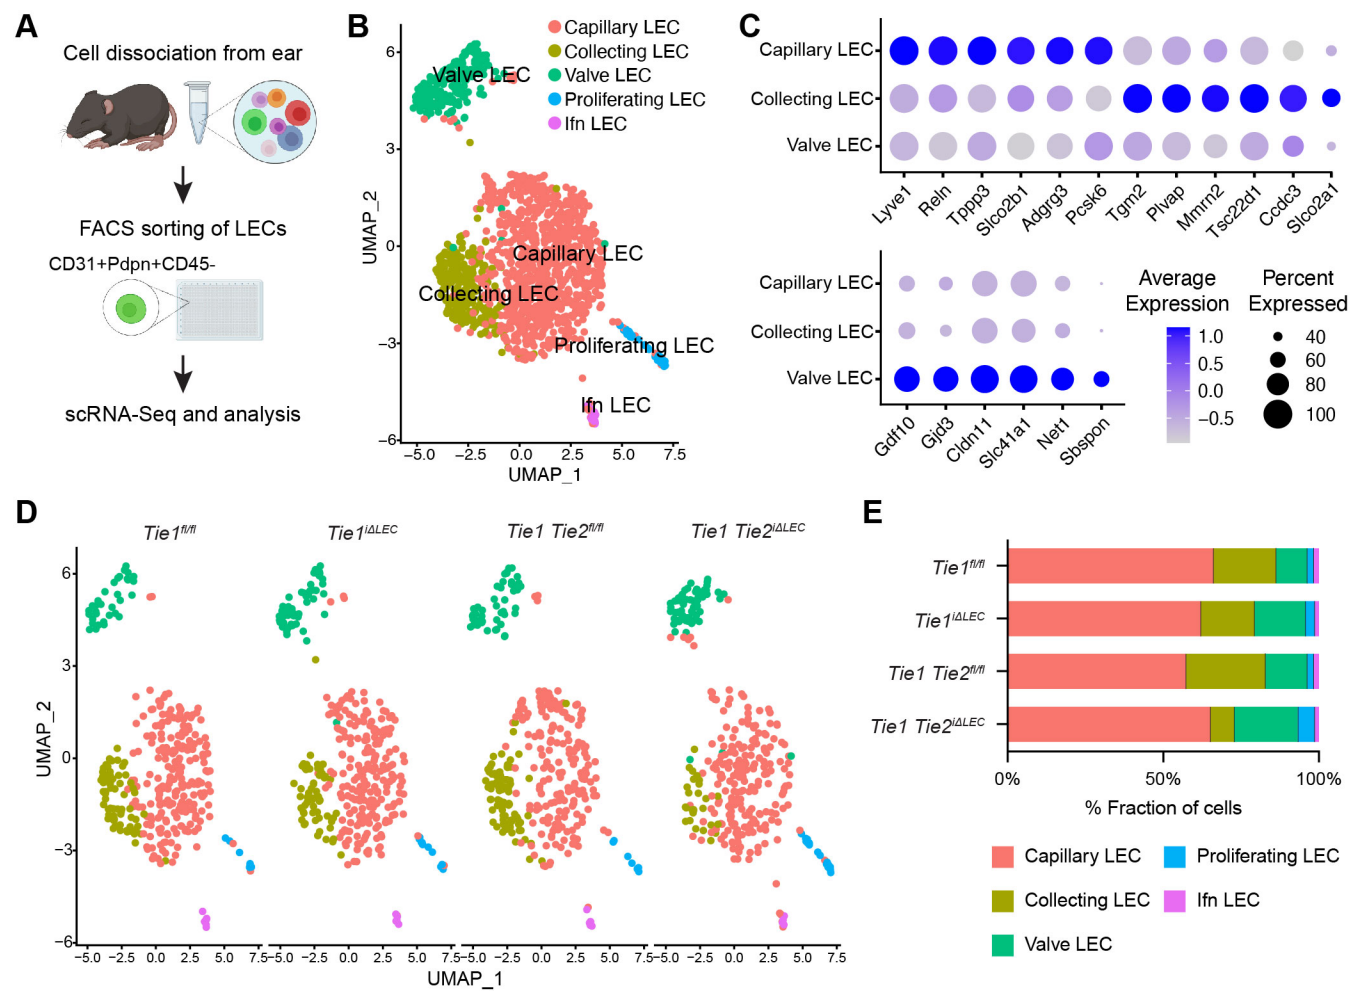 A
Cell dissociation from ear
FACS sorting of LECs
CD31+Pdpn+CD45-
scRNA-Seq and analysis
B
Capillary LEC
Collecting LEC
Valve LEC
Proliferating LEC
Ifn LEC
Valve LEC
Capillary LEC
Collecting LEC
Proliferating LEC
Ifn LEC
UMAP_2
6
3
0
−3
−6
−5.0 −2.5 0.0 2.5 5.0 7.5
UMAP_1
C
Capillary LEC
Collecting LEC
Valve LEC
Lyve1 Reln Tppp3 Slco2b1 Adgrg3 Pcsk6 Tgm2 Plvap Mmrn2 Tsc22d1 Ccdc3 Slco2a1
Capillary LEC
Collecting LEC
Valve LEC
Gdf10 Gjd3 Cldn11 Slc41a1 Net1 Sbspon
Average
Expression
1.0
0.5
0.0
−0.5
Percent
Expressed
40
60
80
100
D
Tie1fl/fl Tie1iΔLEC Tie1 Tie2fl/fl Tie1 Tie2iΔLEC
UMAP_2
6
3
0
−3
−6
−5.0 −2.5 0.0 2.5 5.0 7.5 −5.0 −2.5 0.0 2.5 5.0 7.5 −5.0 −2.5 0.0 2.5 5.0 7.5 −5.0 −2.5 0.0 2.5 5.0 7.5
UMAP_1
E
Tie1fl/fl
Tie1iΔLEC
Tie1 Tie2fl/fl
Tie1 Tie2iΔLEC
0% 50% 100%
% Fraction of cells
Capillary LEC
Proliferating LEC
Collecting LEC
Ifn LEC
Valve LEC